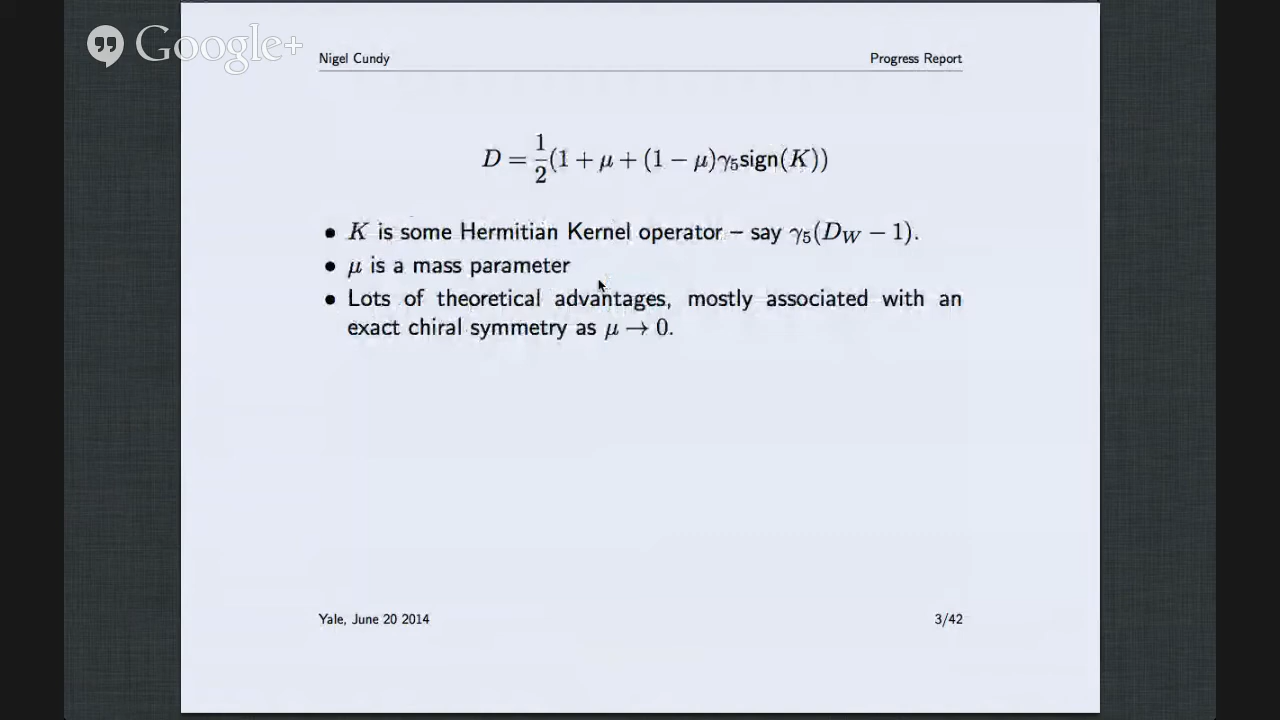 Google+
Nigel Cundy Progress Report
D = 1/2(1 + μ + (1 − μ)γ₅sign(K))
• K is some Hermitian Kernel operator – say γ₅(D_W − 1).
• μ is a mass parameter
• Lots of theoretical advantages, mostly associated with an
exact chiral symmetry as μ → 0.
Yale, June 20 2014 3/42